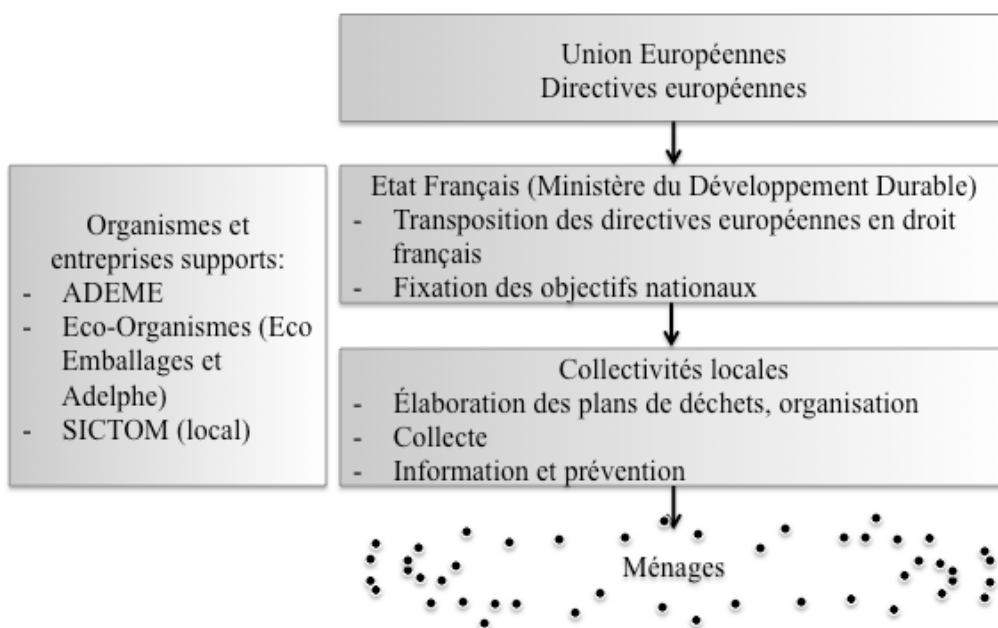 Union Européennes
Directives européennes
Organismes et
entreprises supports:
- ADEME
- Eco-Organismes (Eco
Emballages et
Adelphe)
- SICTOM (local)
Etat Français (Ministère du Développement Durable)
- Transposition des directives européennes en droit
français
- Fixation des objectifs nationaux
Collectivités locales
- Élaboration des plans de déchets, organisation
- Collecte
- Information et prévention
Ménages